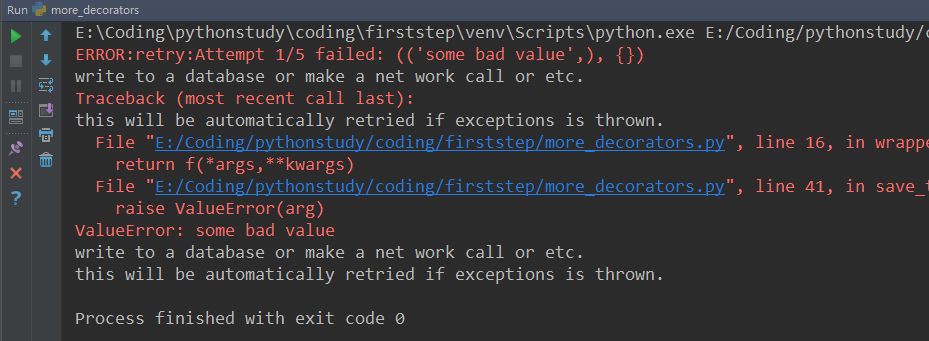 Run more_decorators
E:\Coding\pythonstudy\coding\firststep\venv\Scripts\python.exe E:/Coding/pythonstudy/
ERROR:retry:Attempt 1/5 failed: (('some bad value',), {})
write to a database or make a net work call or etc.
Traceback (most recent call last):
this will be automatically retried if exceptions is thrown.
File "E:/Coding/pythonstudy/coding/firststep/more_decorators.py", line 16, in wrappe
return f(*args,**kwargs)
File "E:/Coding/pythonstudy/coding/firststep/more_decorators.py", line 41, in save_
raise ValueError(arg)
ValueError: some bad value
write to a database or make a net work call or etc.
this will be automatically retried if exceptions is thrown.
Process finished with exit code 0